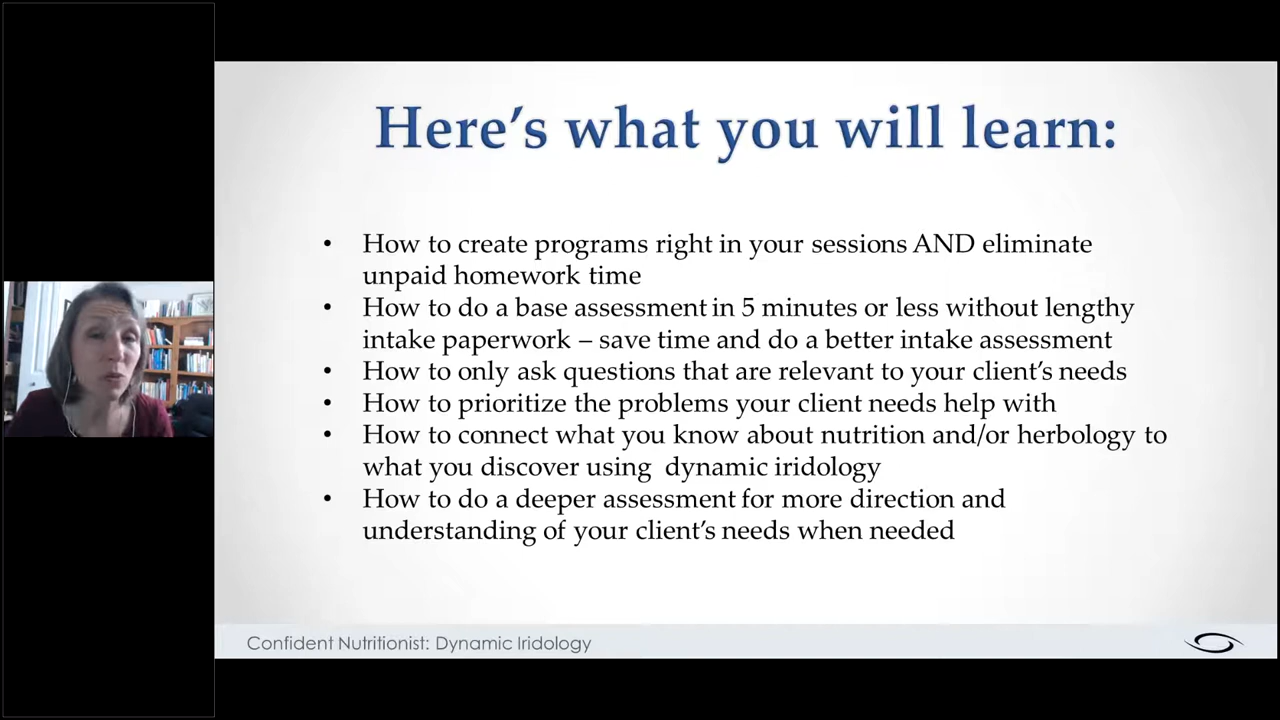 Here's what you will learn:
• How to create programs right in your sessions AND eliminate
unpaid homework time
• How to do a base assessment in 5 minutes or less without lengthy
intake paperwork – save time and do a better intake assessment
• How to only ask questions that are relevant to your client's needs
• How to prioritize the problems your client needs help with
• How to connect what you know about nutrition and/or herbology to
what you discover using dynamic iridology
• How to do a deeper assessment for more direction and
understanding of your client's needs when needed
Confident Nutritionist: Dynamic Iridology